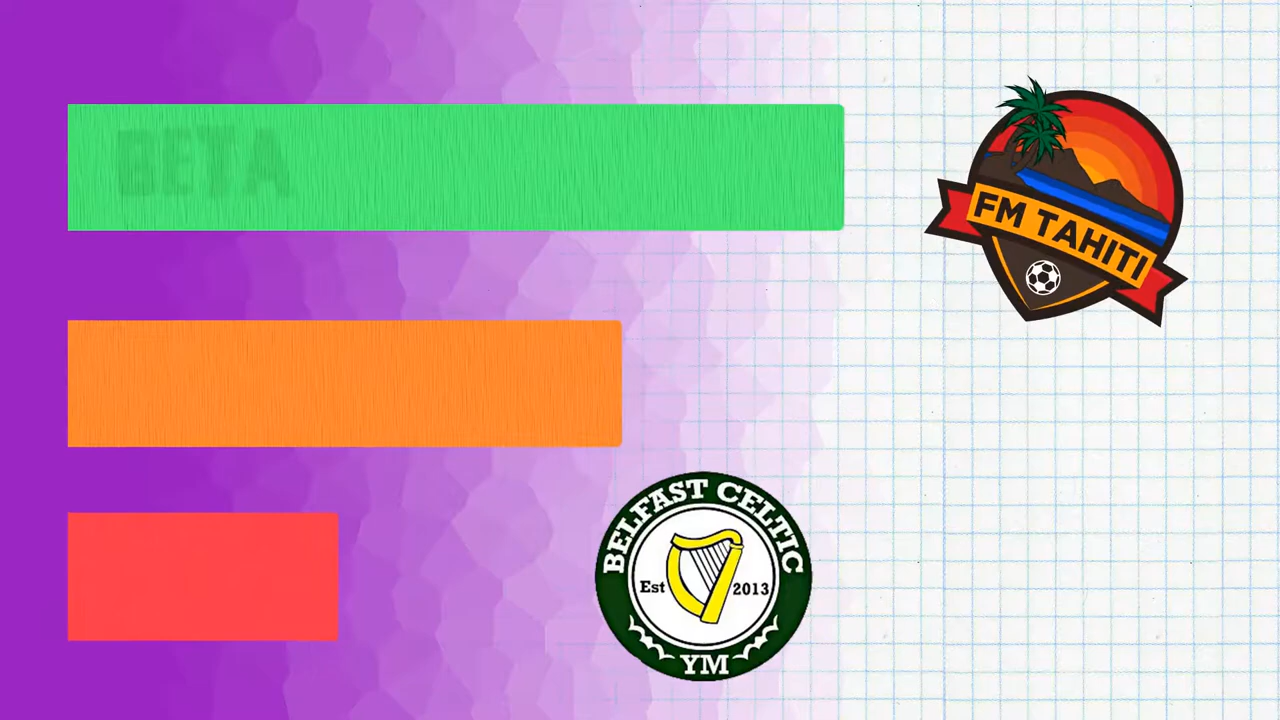 BETA
FM TAHITI
BELFAST CELTIC
Est 2013
YM